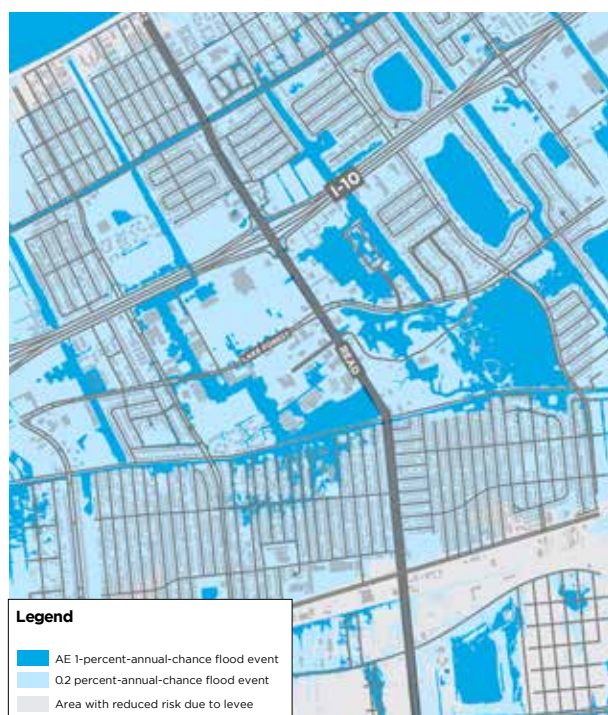 I-10
LAKE FOREST
READ
Legend
AE 1-percent-annual-chance flood event
0.2 percent-annual-chance flood event
Area with reduced risk due to levee